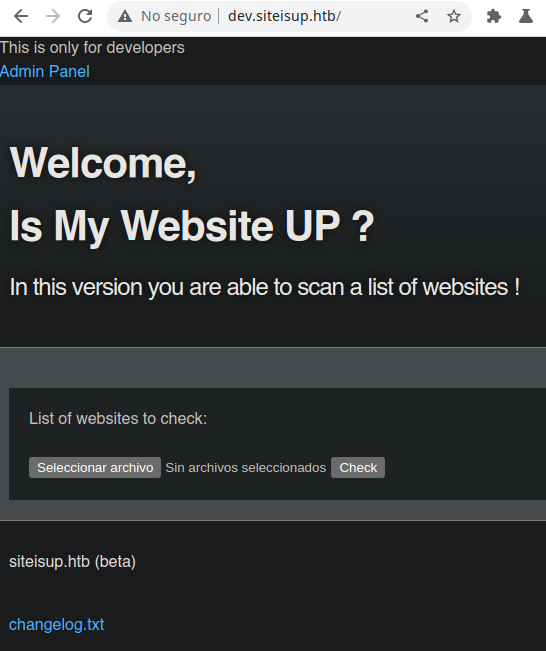 No seguro | dev.siteisup.htb/
This is only for developers
Admin Panel
Welcome,
Is My Website UP ?
In this version you are able to scan a list of websites !
List of websites to check:
Seleccionar archivo Sin archivos seleccionados Check
siteisup.htb (beta)
changelog.txt